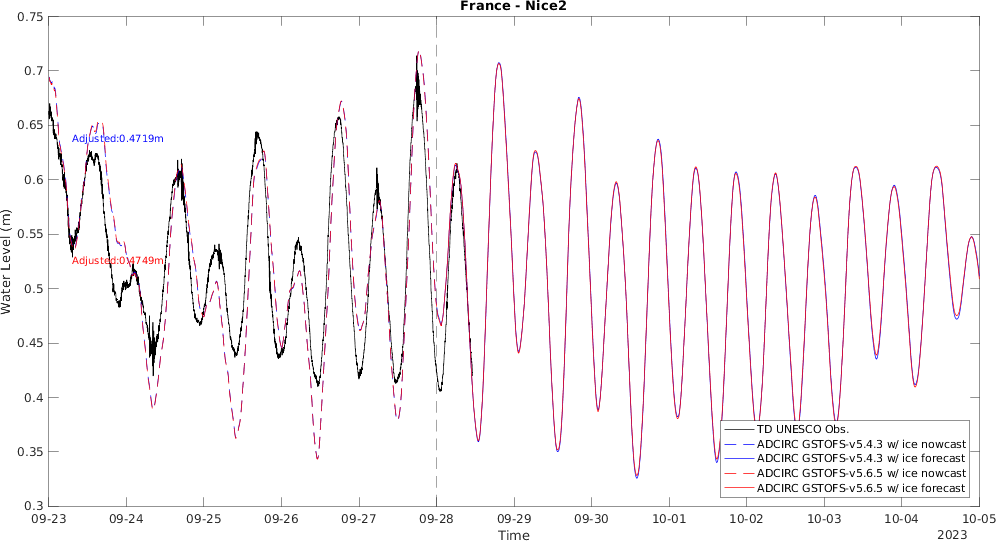 France - Nice2
0.75
0.7
0.65
0.6
0.55
0.5
0.45
0.4
0.35
0.3
Water Level (m)
Adjusted:0.4719m
Adjusted:0.4749m
TD UNESCO Obs.
ADCIRC GSTOFS-v5.4.3 w/ ice nowcast
ADCIRC GSTOFS-v5.4.3 w/ ice forecast
ADCIRC GSTOFS-v5.6.5 w/ ice nowcast
ADCIRC GSTOFS-v5.6.5 w/ ice forecast
09-23 09-24 09-25 09-26 09-27 09-28 09-29 09-30 10-01 10-02 10-03 10-04 10-05
Time
2023